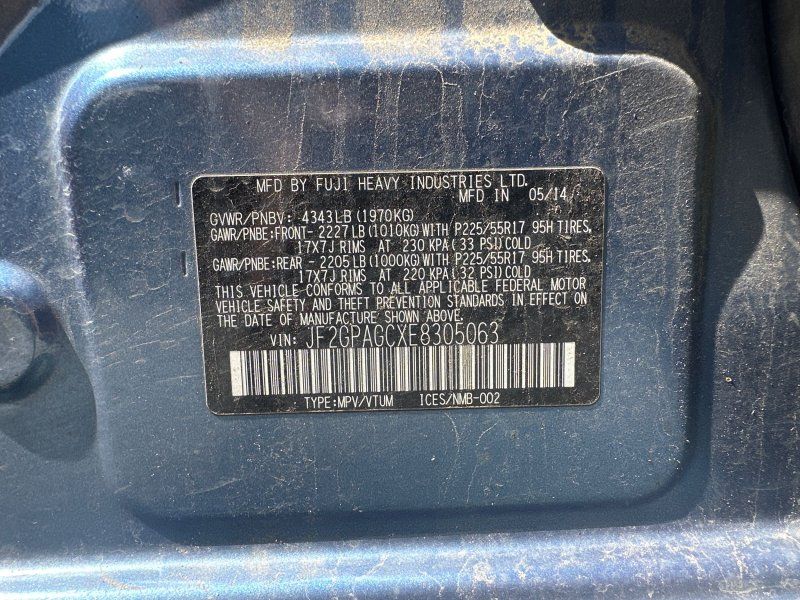 MFD BY FUJI HEAVY INDUSTRIES LTD.
MFD IN 05/14
GVWR/PNBV: 4343LB(1970KG)
GAWR/PNBE:FRONT- 2227LB(1010KG)WITH P225/55R17 95H TIRES,
17X7J RIMS AT 230 KPA(33 PSI)COLD
GAWR/PNBE:REAR - 2205LB(1000KG)WITH P225/55R17 95H TIRES,
17X7J RIMS AT 220 KPA(32 PSI)COLD
THIS VEHICLE CONFORMS TO ALL APPLICABLE FEDERAL MOTOR
VEHICLE SAFETY AND THEFT PREVENTION STANDARDS IN EFFECT ON
THE DATE OF MANUFACTURE SHOWN ABOVE.
VIN: JF2GPAGCXE8305063
TYPE:MPV/VTUM ICES/NMB-002